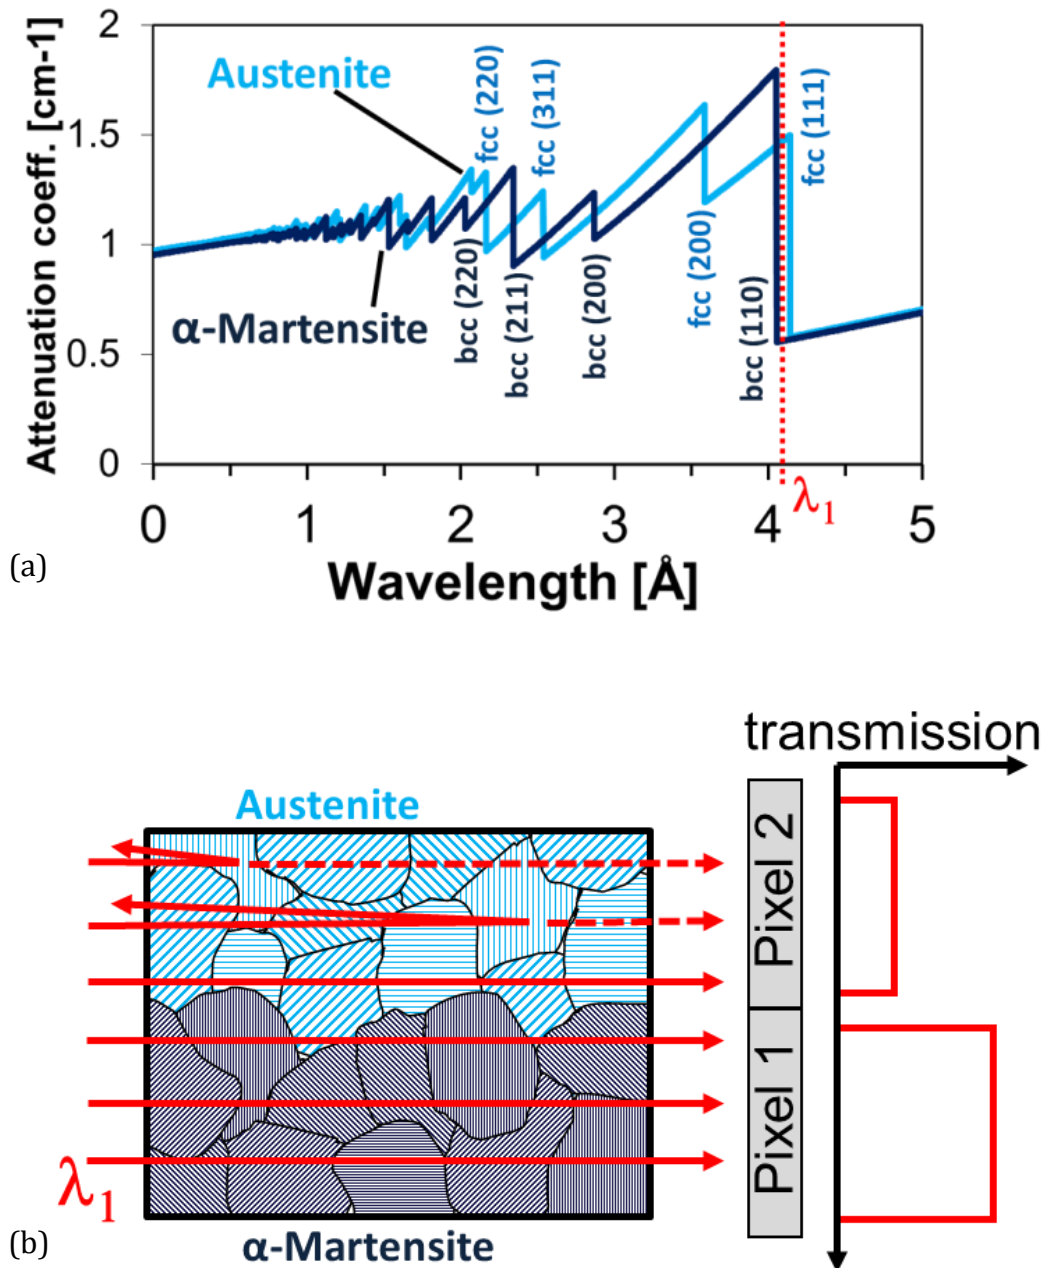 2
1.5
1
0.5
0
Attenuation coeff. [cm-1]
Austenite
α-Martensite
fcc (220)
fcc (311)
bcc (220)
bcc (211)
bcc (200)
fcc (200)
bcc (110)
fcc (111)
λ1
0 1 2 3 4 5
Wavelength [Å]
(a)
transmission
Austenite
Pixel 2
Pixel 1
λ1
α-Martensite
(b)